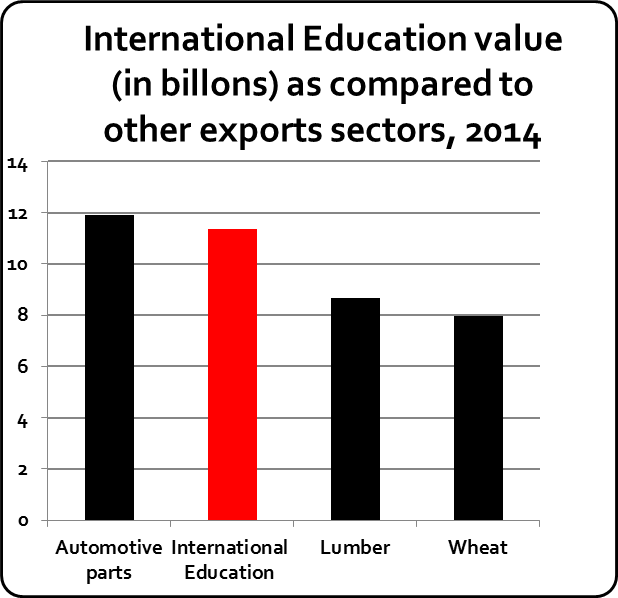 International Education value
(in billons) as compared to
other exports sectors, 2014
14
12
10
8
6
4
2
0
Automotive
parts
International
Education
Lumber
Wheat